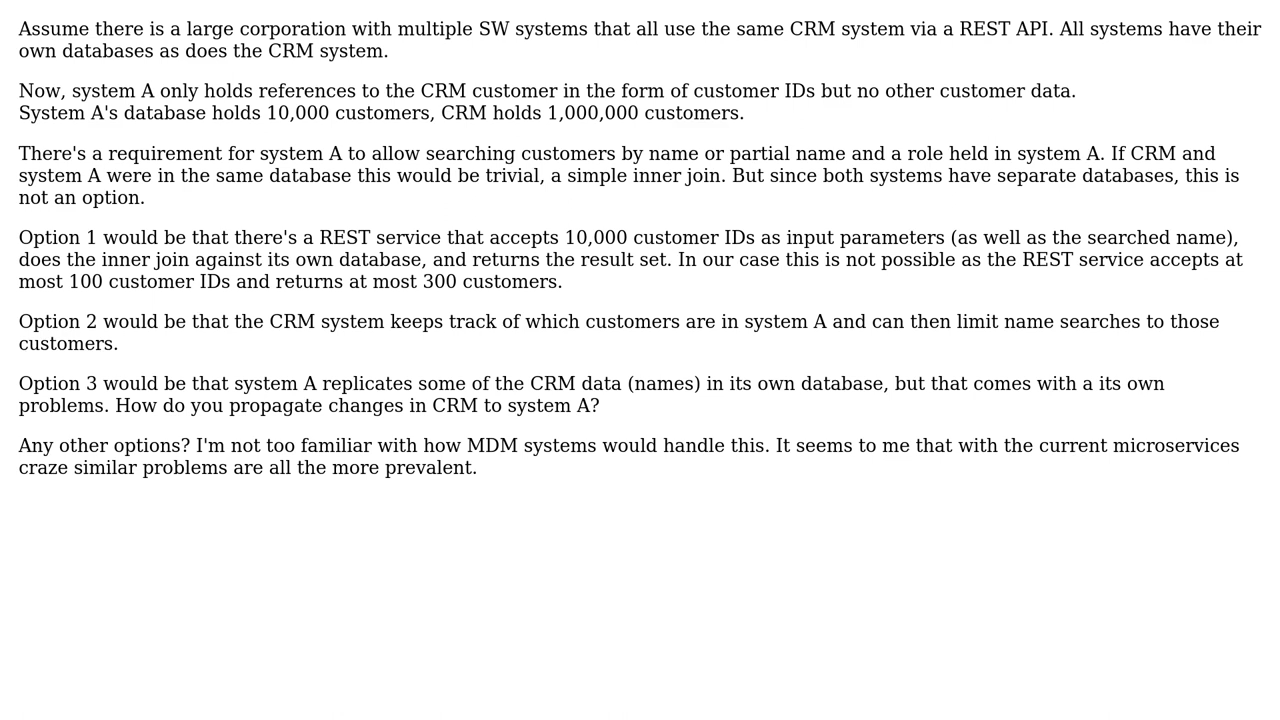 Assume there is a large corporation with multiple SW systems that all use the same CRM system via a REST API. All systems have their
own databases as does the CRM system.
Now, system A only holds references to the CRM customer in the form of customer IDs but no other customer data.
System A's database holds 10,000 customers, CRM holds 1,000,000 customers.
There's a requirement for system A to allow searching customers by name or partial name and a role held in system A. If CRM and
system A were in the same database this would be trivial, a simple inner join. But since both systems have separate databases, this is
not an option.
Option 1 would be that there's a REST service that accepts 10,000 customer IDs as input parameters (as well as the searched name),
does the inner join against its own database, and returns the result set. In our case this is not possible as the REST service accepts at
most 100 customer IDs and returns at most 300 customers.
Option 2 would be that the CRM system keeps track of which customers are in system A and can then limit name searches to those
customers.
Option 3 would be that system A replicates some of the CRM data (names) in its own database, but that comes with a its own
problems. How do you propagate changes in CRM to system A?
Any other options? I'm not too familiar with how MDM systems would handle this. It seems to me that with the current microservices
craze similar problems are all the more prevalent.